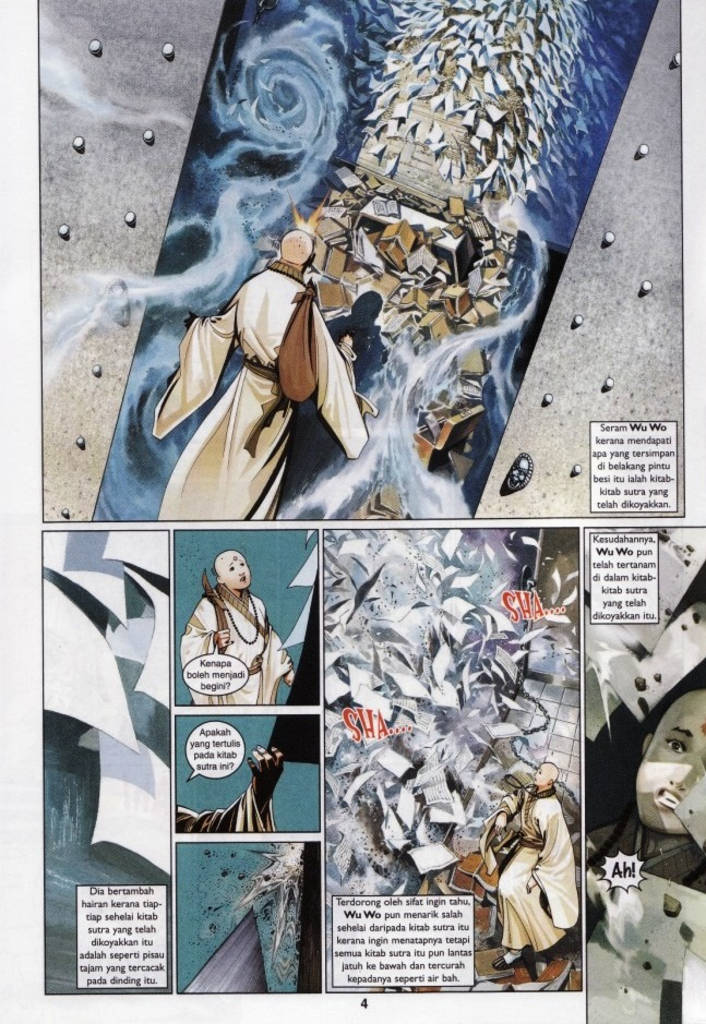 Seram Wu Wo
kerana mendapati
apa yang tersimpan
di belakang pintu
besi itu ialah kitab-
kitab sutra yang
telah dikoyakkan.
Dia bertambah
hairan kerana tiap-
tiap sehelai kitab
sutra yang telah
dikoyakkan itu
adalah seperti pisau
tajam yang tercacak
pada dinding itu.
Kenapa
boleh menjadi
begini?
Apakah
yang tertulis
pada kitab
sutra ini?
SHA....
SHA....
Terdorong oleh sifat ingin tahu,
Wu Wo pun menarik salah
sehelai daripada kitab sutra itu
kerana ingin menatapnya tetapi
semua kitab sutra itu pun lantas
jatuh ke bawah dan tercurah
kepadanya seperti air bah.
Kesudahannya,
Wu Wo pun
telah tertanam
di dalam kitab-
kitab sutra
yang telah
dikoyakkan itu.
Ah!
4